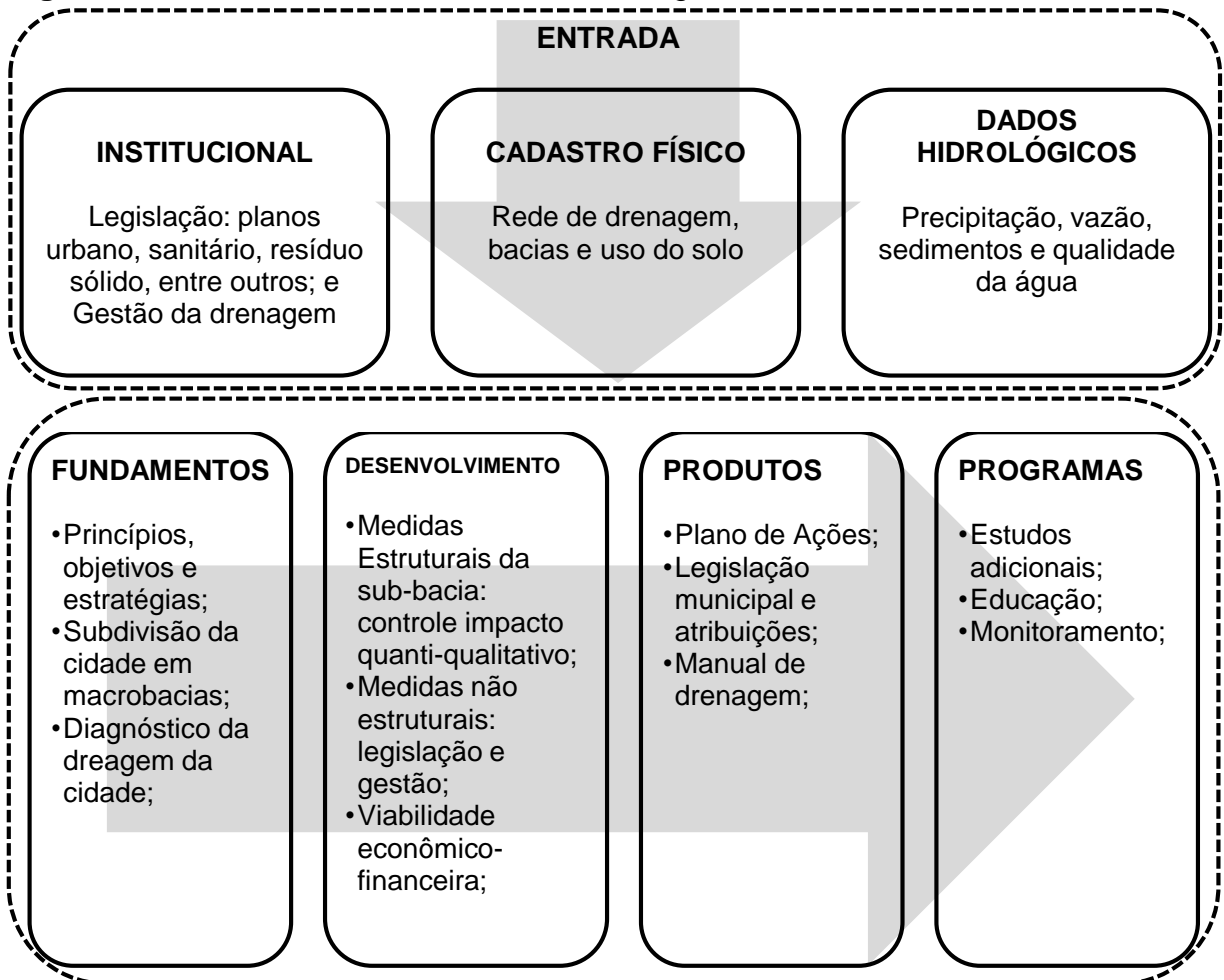 ENTRADA
INSTITUCIONAL
Legislação: planos
urbano, sanitário, resíduo
sólido, entre outros; e
Gestão da drenagem
CADASTRO FÍSICO
Rede de drenagem,
bacias e uso do solo
DADOS
HIDROLÓGICOS
Precipitação, vazão,
sedimentos e qualidade
da água
FUNDAMENTOS
•Princípios,
objetivos e
estratégias;
•Subdivisão da
cidade em
macrobacias;
•Diagnóstico da
dreagem da
cidade;
DESENVOLVIMENTO
•Medidas
Estruturais da
sub-bacia:
controle impacto
quanti-qualitativo;
•Medidas não
estruturais:
legislação e
gestão;
•Viabilidade
econômico-
financeira;
PRODUTOS
•Plano de Ações;
•Legislação
municipal e
atribuições;
•Manual de
drenagem;
PROGRAMAS
•Estudos
adicionais;
•Educação;
•Monitoramento;